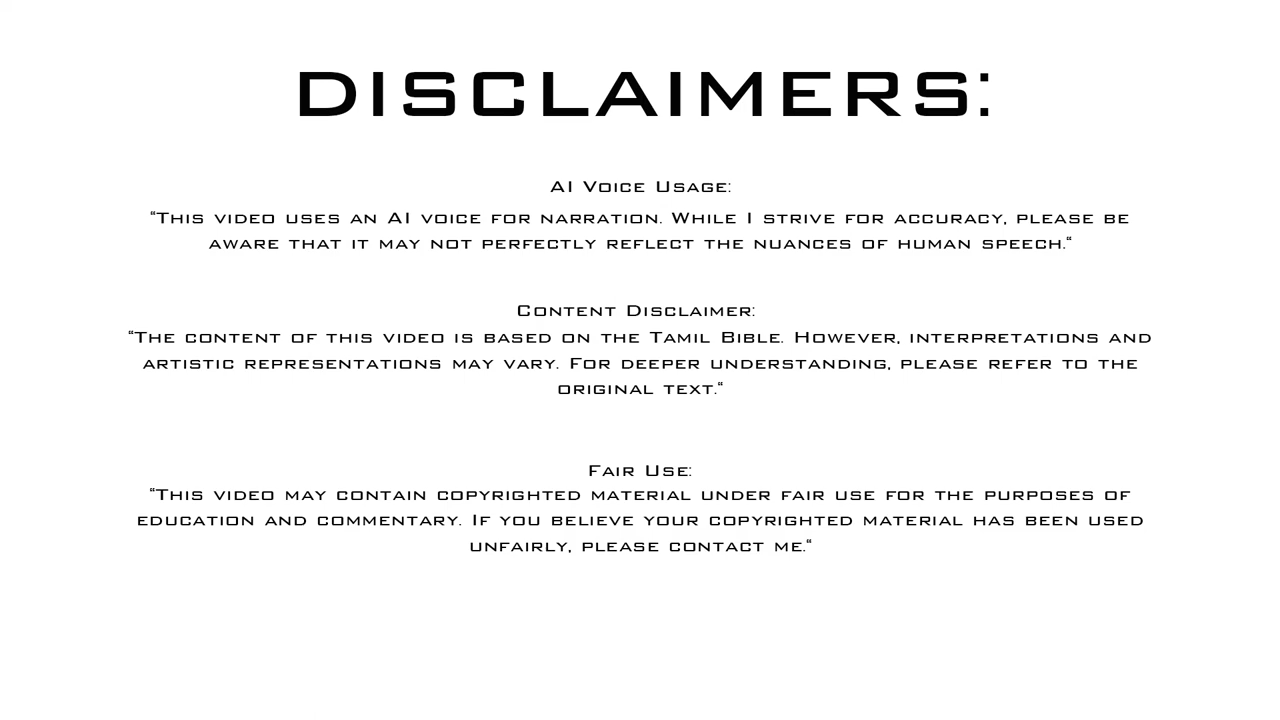 DISCLAIMERS:
AI Voice Usage:
“This video uses an AI voice for narration. While I strive for accuracy, please be
aware that it may not perfectly reflect the nuances of human speech.“
Content Disclaimer:
“The content of this video is based on the Tamil Bible. However, interpretations and
artistic representations may vary. For deeper understanding, please refer to the
original text.“
Fair Use:
“This video may contain copyrighted material under fair use for the purposes of
education and commentary. If you believe your copyrighted material has been used
unfairly, please contact me.“